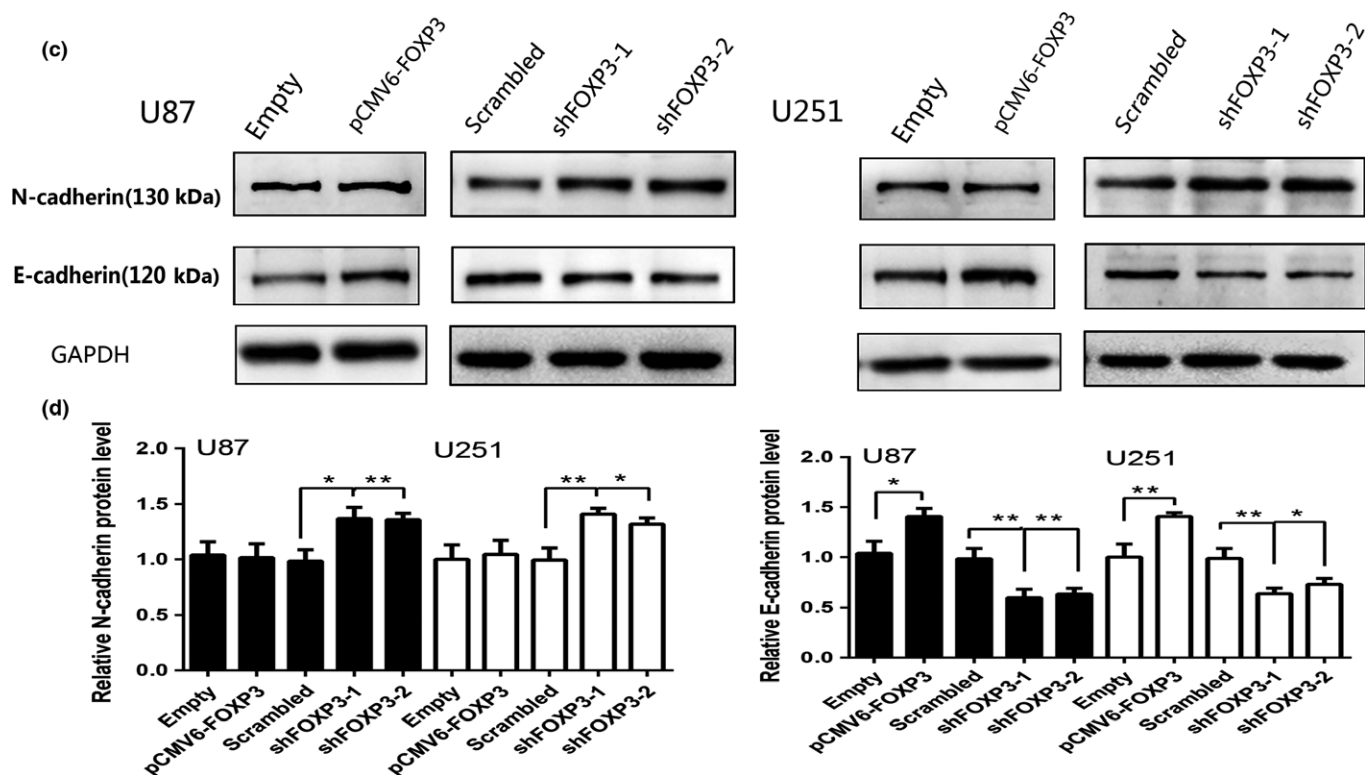 (c)
U87
Empty
pCMV6-FOXP3
Scrambled
shFOXP3-1
shFOXP3-2
U251
Empty
pCMV6-FOXP3
Scrambled
shFOXP3-1
shFOXP3-2
N-cadherin(130 kDa)
E-cadherin(120 kDa)
GAPDH
(d)
Relative N-cadherin protein level
2.0
1.5
1.0
0.5
0.0
U87
U251
* ** ** *
Empty
pCMV6-FOXP3
Scrambled
shFOXP3-1
shFOXP3-2
Empty
pCMV6-FOXP3
Scrambled
shFOXP3-1
shFOXP3-2
Relative E-cadherin protein level
2.0
1.5
1.0
0.5
0.0
U87
U251
* ** ** ** ** *
Empty
pCMV6-FOXP3
Scrambled
shFOXP3-1
shFOXP3-2
Empty
pCMV6-FOXP3
Scrambled
shFOXP3-1
shFOXP3-2